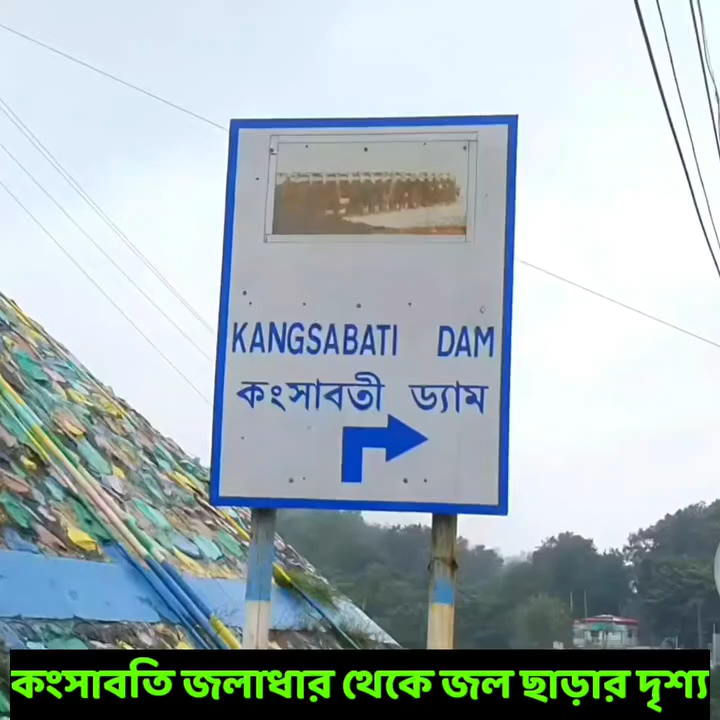 KANGSABATI DAM
কংসাবতী ড্যাম
কংসাবতি জলাধার থেকে জল ছাড়ার দৃশ্য